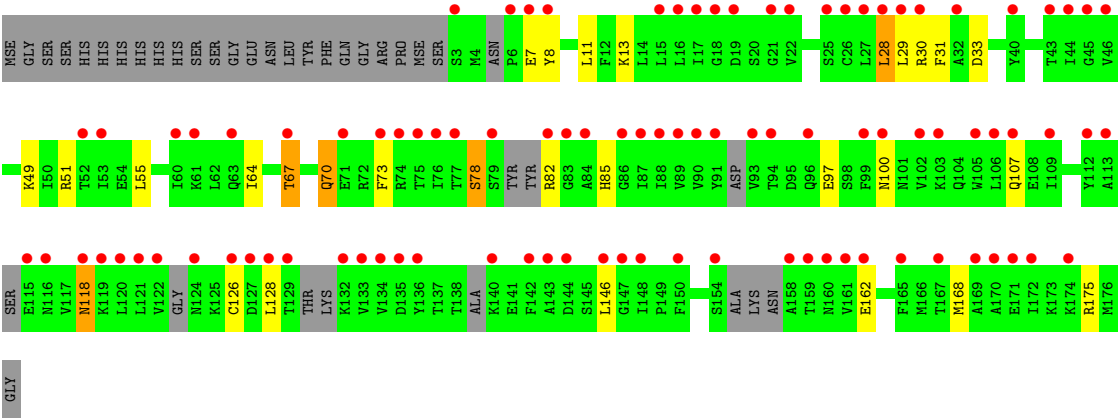 MSE GLY SER SER HIS HIS HIS HIS HIS HIS SER SER GLY GLU ASN LEU TYR PHE GLN GLY ARG PRO MSE SER S3 M4 ASN P6 E7 Y8 L11 F12 K13 L14 L15 L16 I17 G18 D19 S20 G21 V22 S25 C26 L27 L28 L29 R30 F31 A32 D33 Y40 T43 I44 G45 V46
K49 I50 R51 T52 I53 E54 L55 I60 K61 L62 Q63 I64 T67 Q70 E71 R72 F73 R74 T75 I76 T77 S78 S79 TYR TYR R82 G83 A84 H85 G86 I87 I88 V89 V90 Y91 ASP V93 T94 D95 Q96 E97 S98 F99 N100 N101 V102 K103 Q104 W105 L106 Q107 E108 I109 Y112 A113
SER E115 N116 V117 N118 K119 L120 L121 V122 GLY N124 K125 C126 D127 L128 T129 THR LYS K132 V133 V134 D135 Y136 T137 T138 ALA K140 E141 F142 A143 D144 S145 L146 G147 I148 P149 F150 S154 ALA LYS ASN A158 T159 N160 V161 E162 F165 M166 T167 M168 A169 A170 E171 I172 K173 K174 R175 M176
GLY